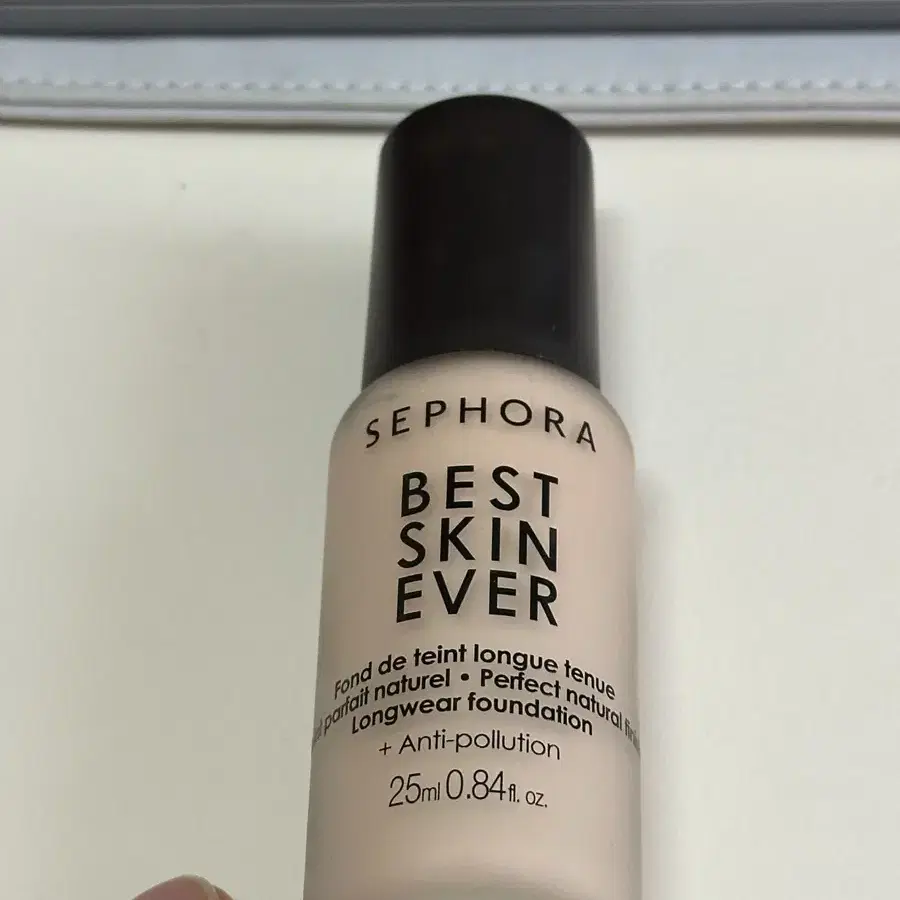 SEPHORA
BEST
SKIN
EVER
Fond de teint longue tenue
parfait naturel • Perfect natural
Longwear foundation
+ Anti-pollution
25ml 0.84fl. oz.